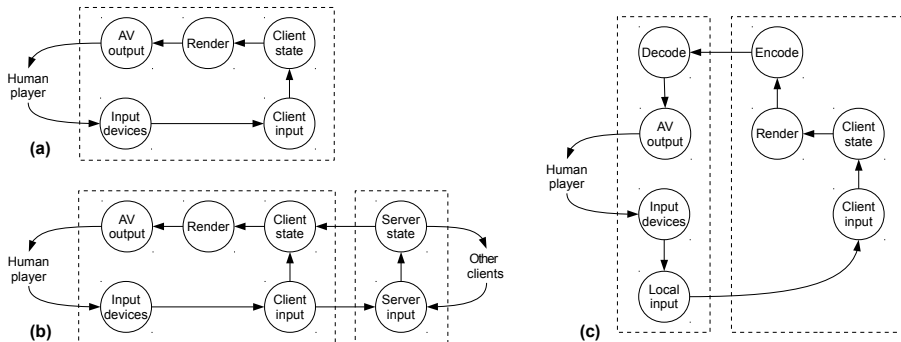 AV
output
Render
Client
state
Human
player
Input
devices
Client
input
(a)
AV
output
Render
Client
state
Server
state
Human
player
Other
clients
Input
devices
Client
input
Server
input
(b)
Decode
Encode
AV
output
Render
Client
state
Human
player
Input
devices
Client
input
Local
input
(c)